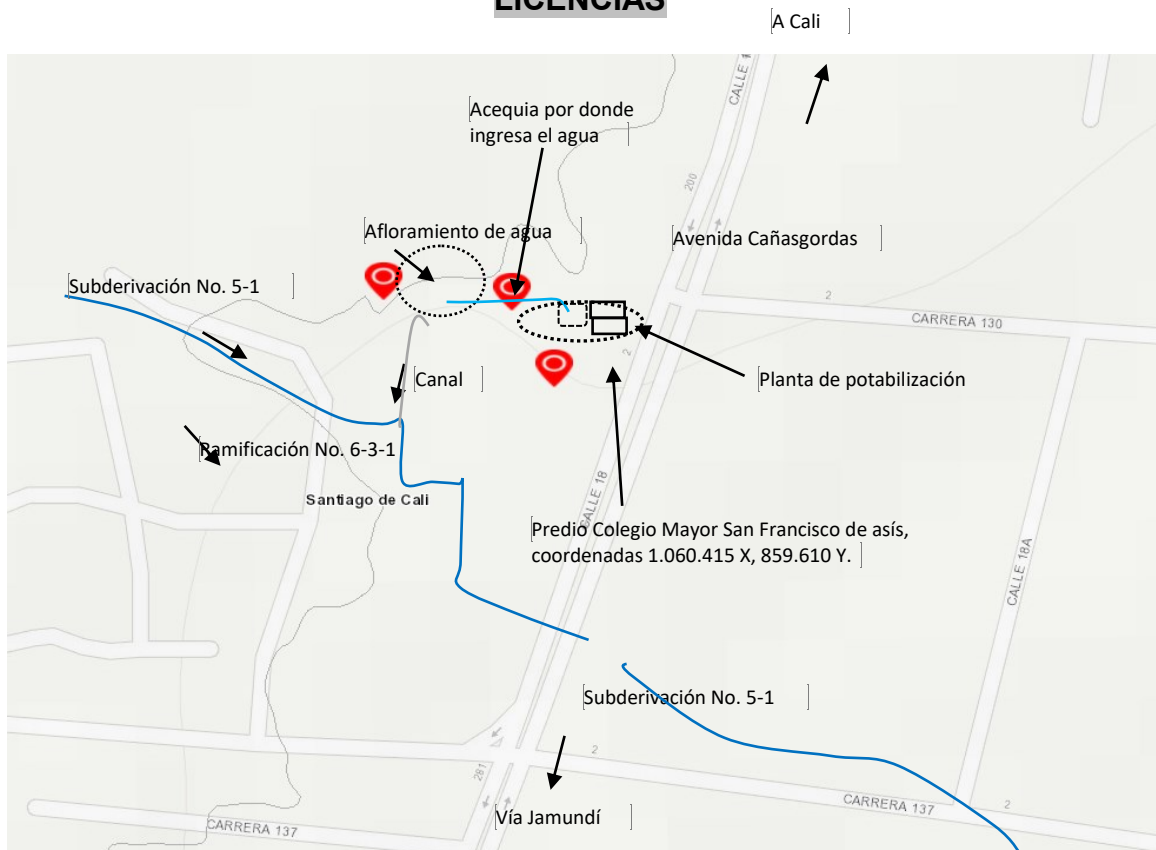 LICENCIAS
A Cali
CALLE 1
Acequia por donde
ingresa el agua
200
Afloramiento de agua
Avenida Cañasgordas
Subderivación No. 5-1
2
CARRERA 130
2
Canal
Planta de potabilización
Ramificación No. 6-3-1
Santiago de Cali
CALLE 18
Predio Colegio Mayor San Francisco de asís,
coordenadas 1.060.415 X, 859.610 Y.
CALLE 18A
Subderivación No. 5-1
2
281
CARRERA 137
2
Vía Jamundí
CARRERA 137